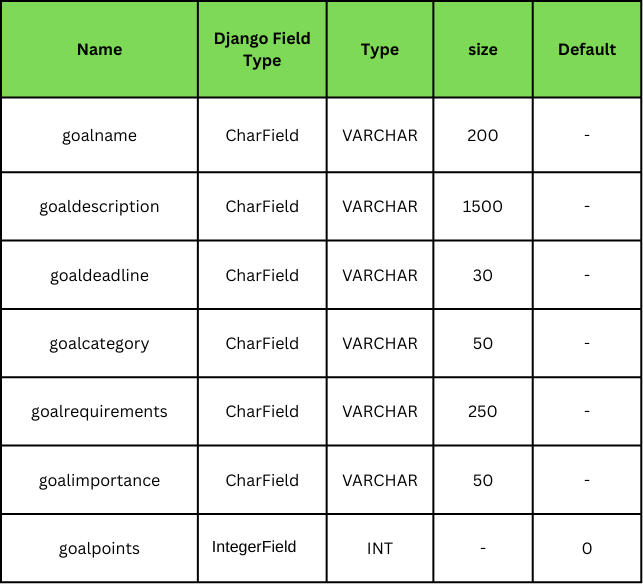 Name Django Field Type Type size Default
goalname CharField VARCHAR 200 -
goaldescription CharField VARCHAR 1500 -
goaldeadline CharField VARCHAR 30 -
goalcategory CharField VARCHAR 50 -
goalrequirements CharField VARCHAR 250 -
goalimportance CharField VARCHAR 50 -
goalpoints IntegerField INT - 0